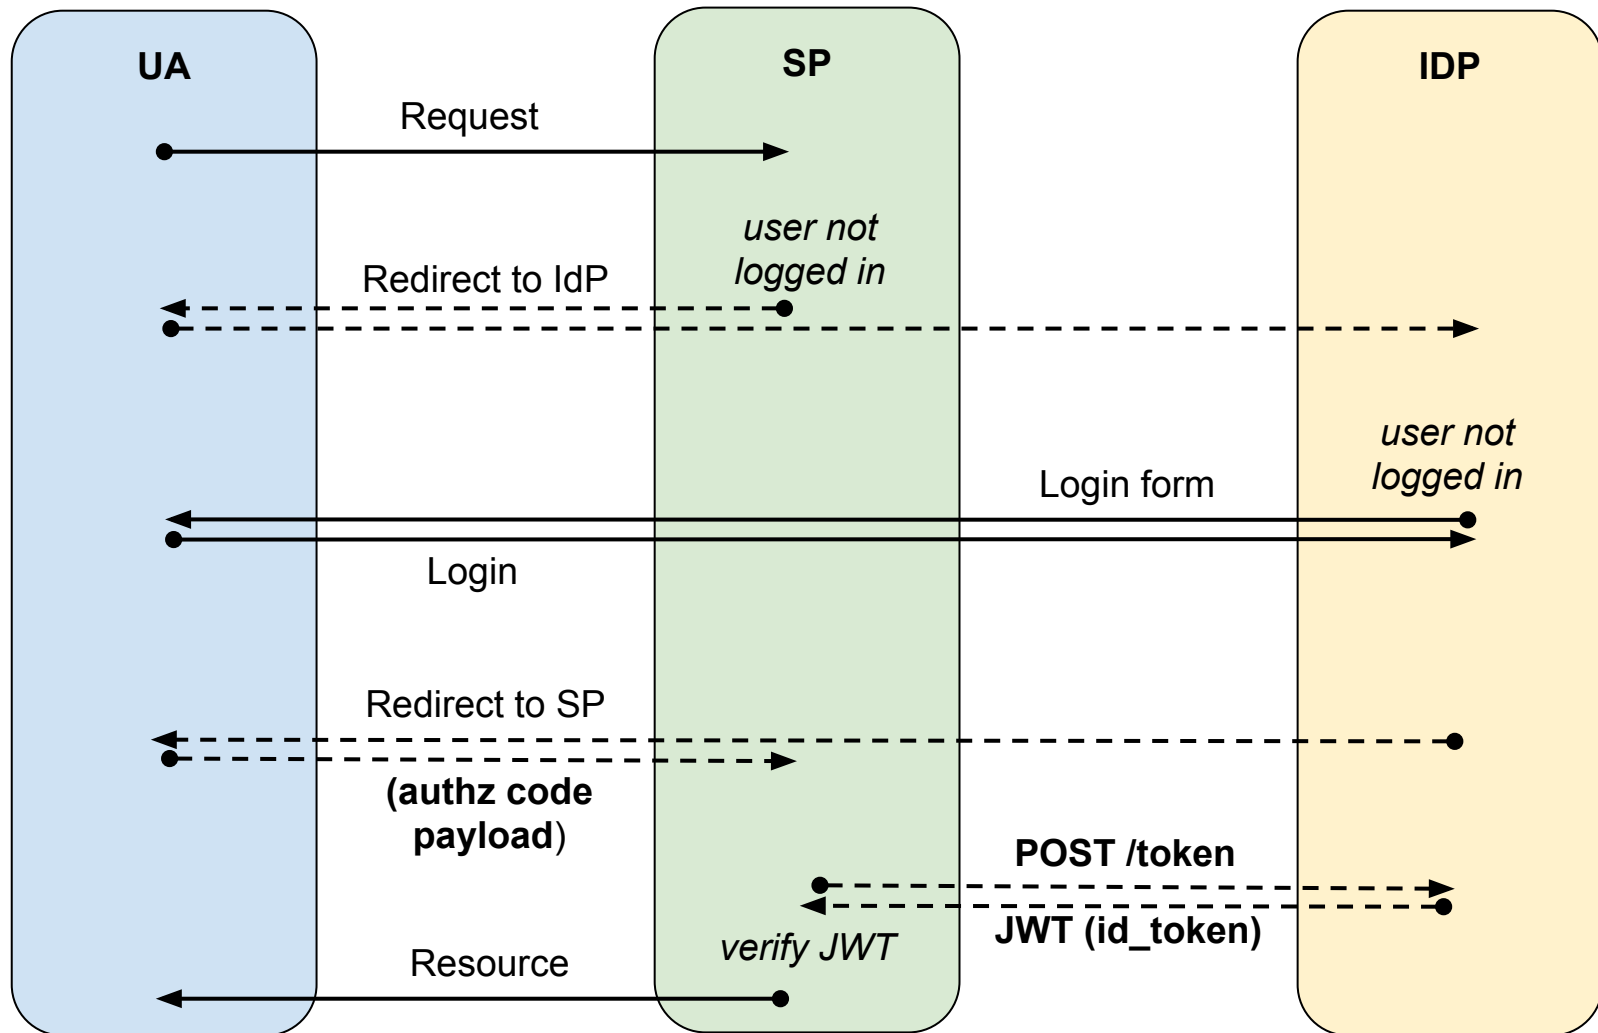 UA
SP
IDP
Request
user not
logged in
Redirect to IdP
user not
logged in
Login form
Login
Redirect to SP
(authz code
payload)
POST /token
JWT (id_token)
verify JWT
Resource